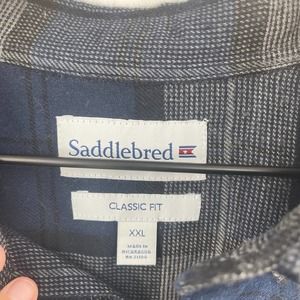 Saddlebred
CLASSIC FIT
XXL
MADE IN
NICARAGUA